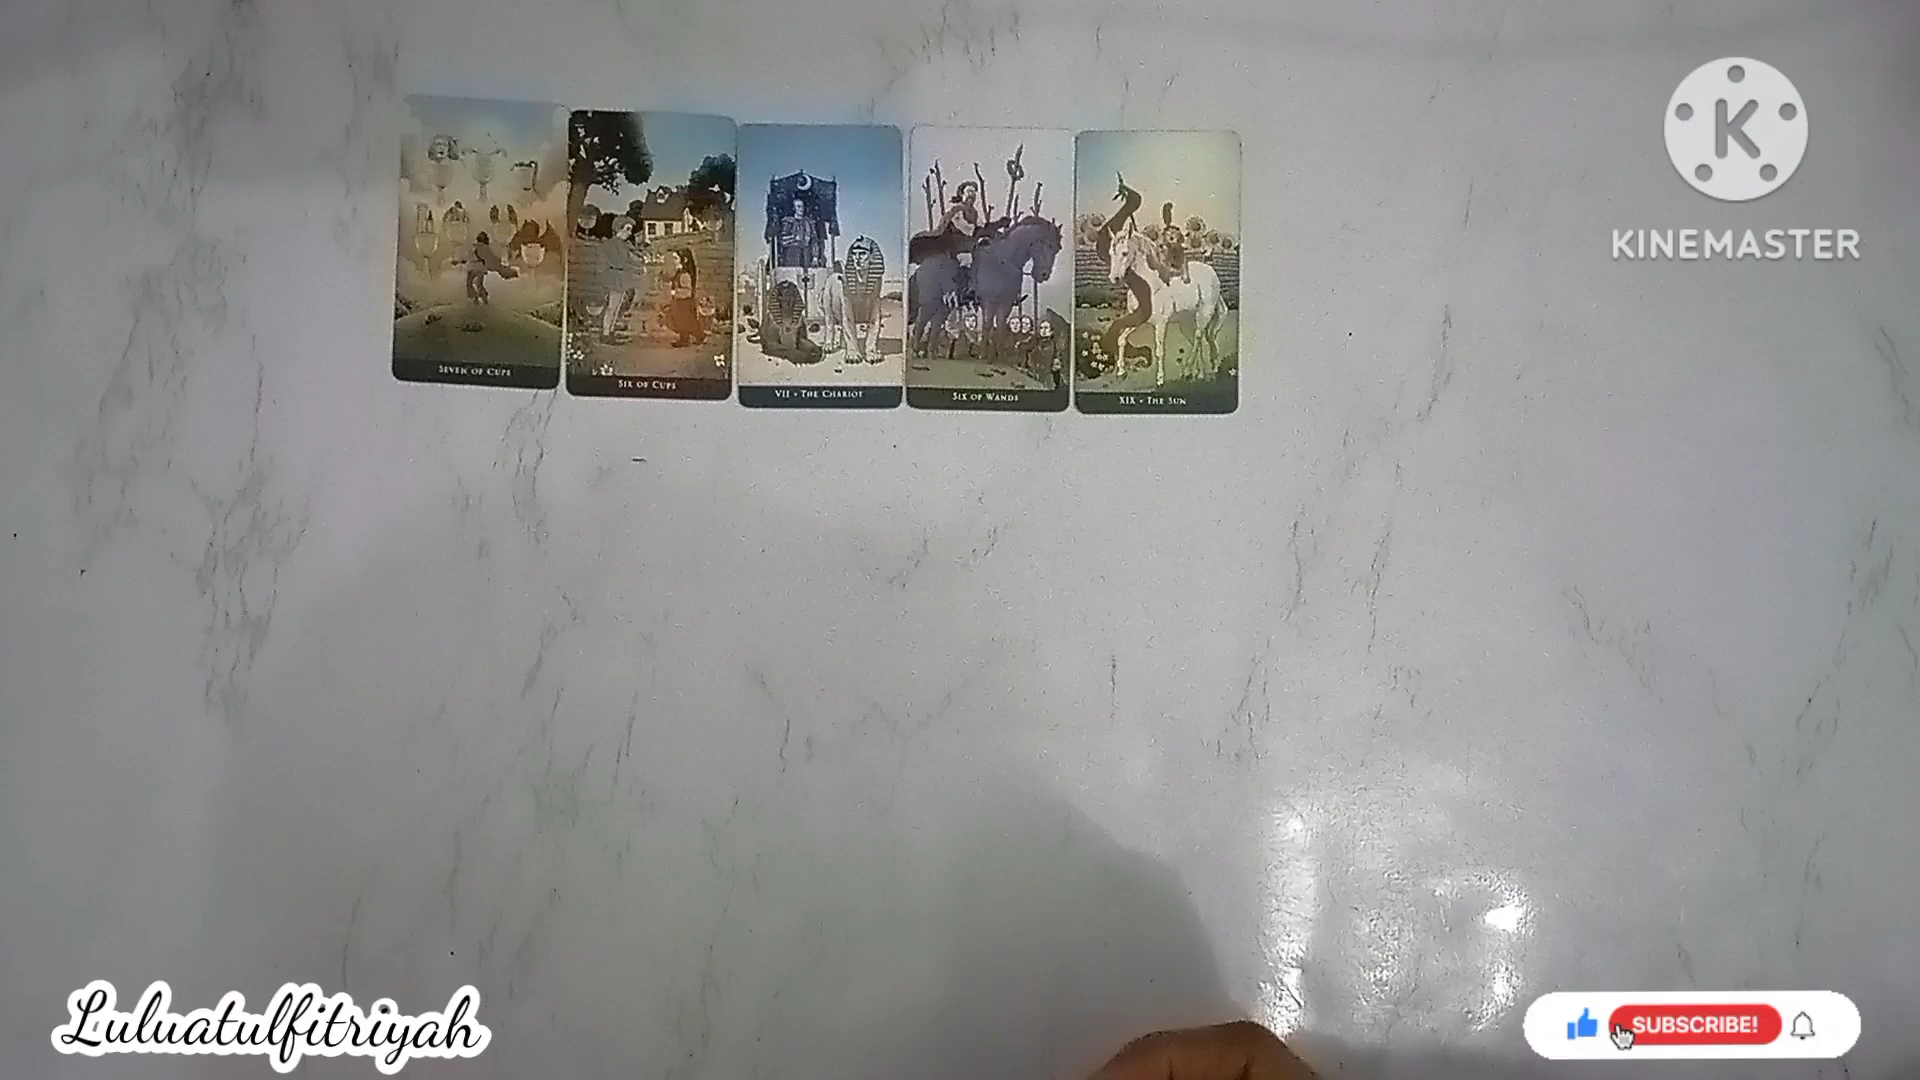 KINEMASTER
SEVEN OF CUPS
SIX OF CUPS
VII • THE CHARIOT
SIX OF WANDS
XIX • THE SUN
Luluatulfitriyah
SUBSCRIBE!